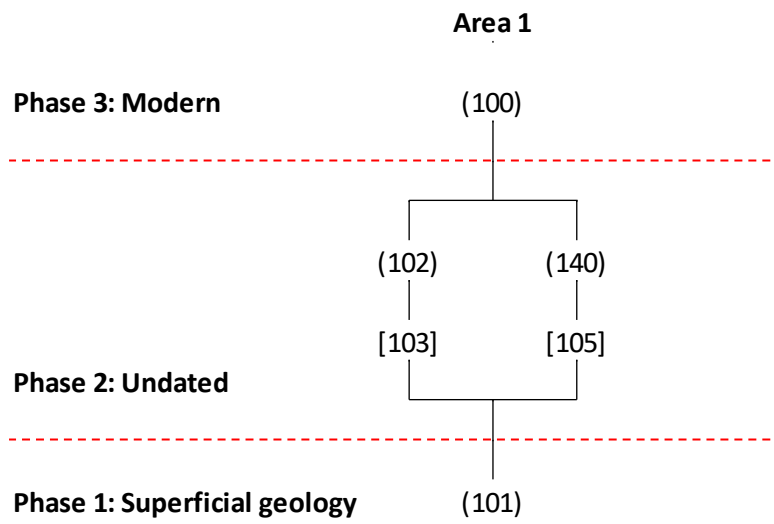 Area 1
Phase 3: Modern (100)
(102) (140)
[103] [105]
Phase 2: Undated
Phase 1: Superficial geology (101)